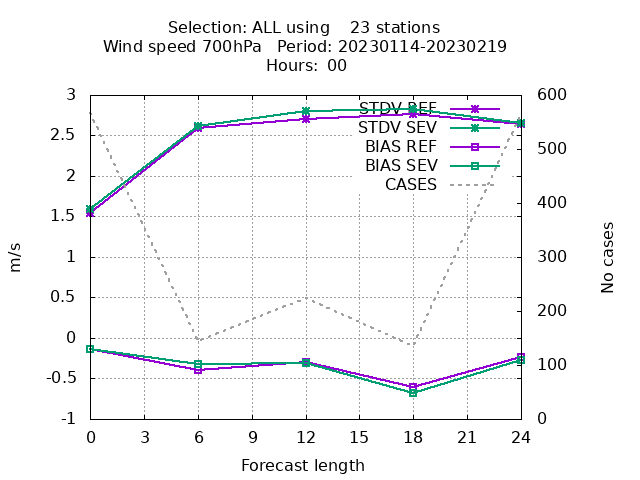 Selection: ALL using 23 stations
Wind speed 700hPa Period: 20230114-20230219
Hours: 00
3
2.5
2
1.5
1
0.5
0
-0.5
-1
m/s
600
500
400
300
200
100
0
No cases
STDV REF
STDV SEV
BIAS REF
BIAS SEV
CASES
0 3 6 9 12 15 18 21 24
Forecast length